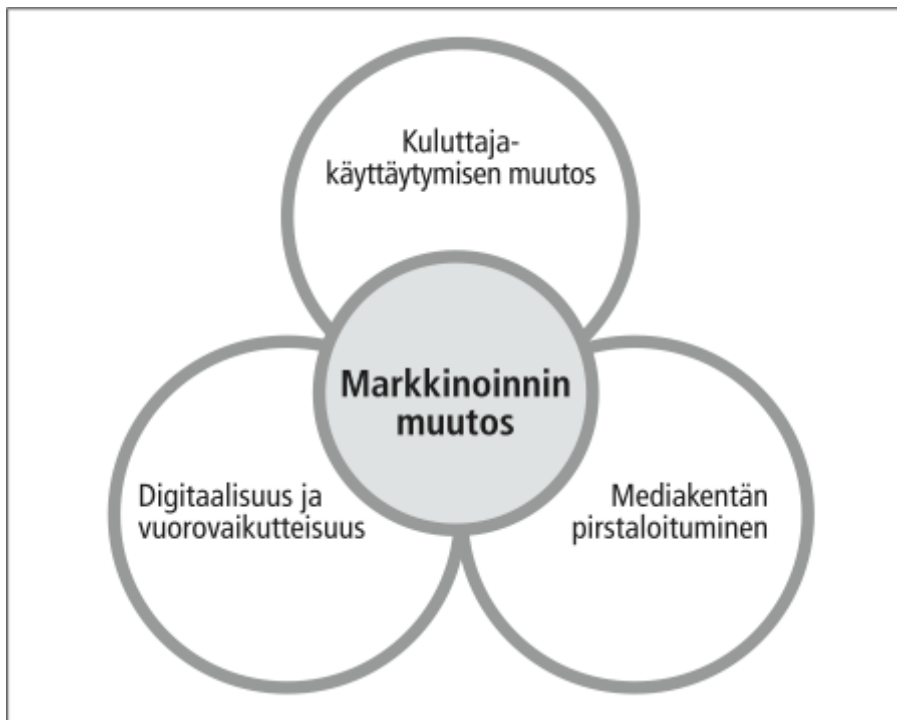 Kuluttaja-
käyttäytymisen muutos
Markkinoinnin
muutos
Digitaalisuus ja
vuorovaikutteisuus
Mediakentän
pirstaloituminen